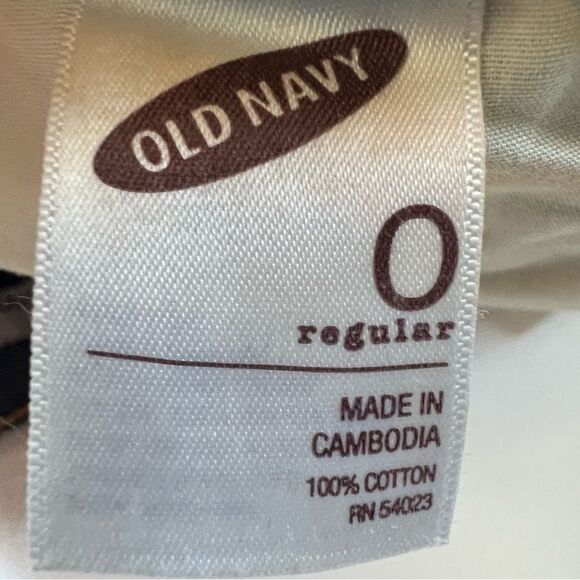 OLD NAVY
0
regular
MADE IN
CAMBODIA
100% COTTON
RN 54023